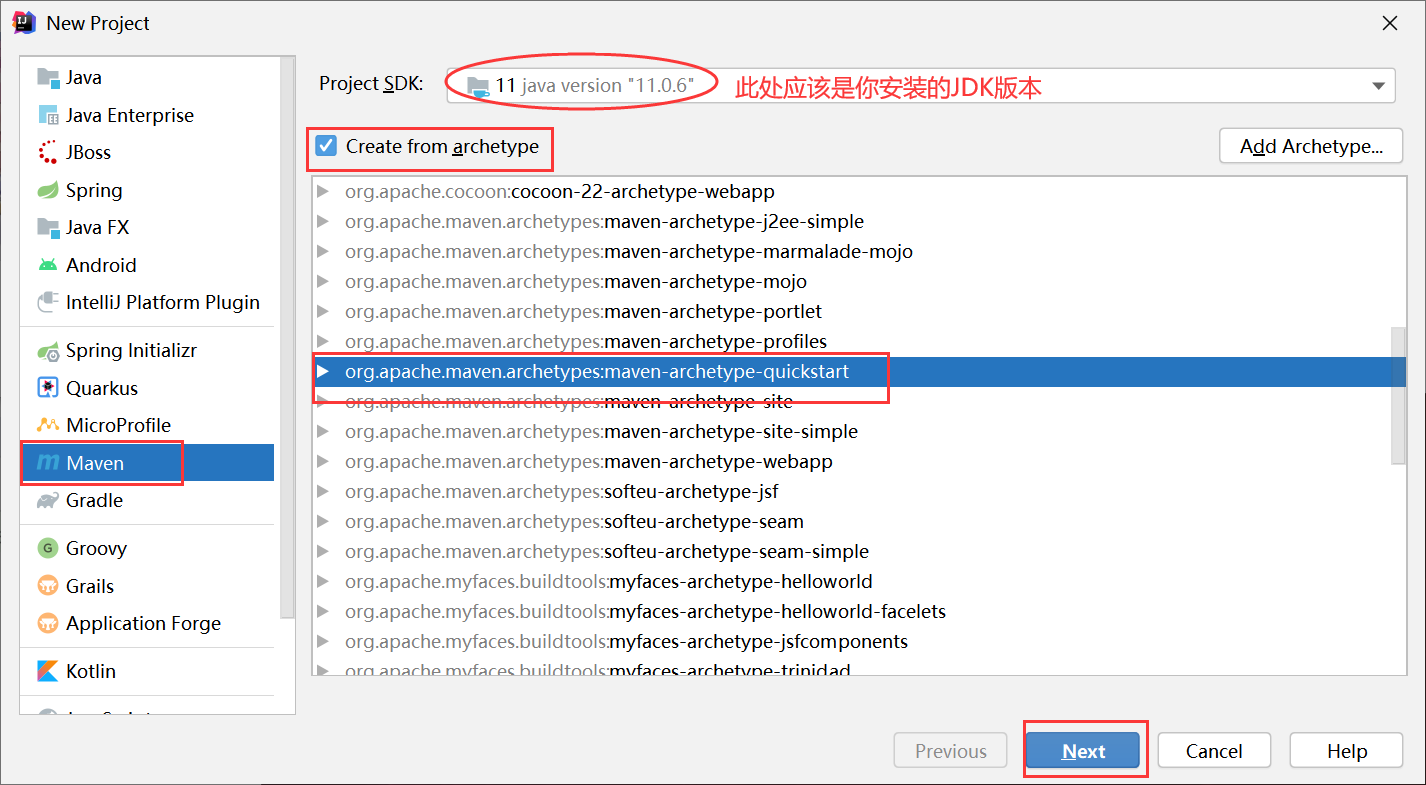 New Project
Java
Java Enterprise
JBoss
Spring
Java FX
Android
IntelliJ Platform Plugin
Spring Initializr
Quarkus
MicroProfile
Maven
Gradle
Groovy
Grails
Application Forge
Kotlin
Project SDK: 11 java version "11.0.6" 此处应该是你安装的JDK版本
Create from archetype
Add Archetype...
org.apache.cocoon:cocoon-22-archetype-webapp
org.apache.maven.archetypes:maven-archetype-j2ee-simple
org.apache.maven.archetypes:maven-archetype-marmalade-mojo
org.apache.maven.archetypes:maven-archetype-mojo
org.apache.maven.archetypes:maven-archetype-portlet
org.apache.maven.archetypes:maven-archetype-profiles
org.apache.maven.archetypes:maven-archetype-quickstart
org.apache.maven.archetypes:maven-archetype-site
org.apache.maven.archetypes:maven-archetype-site-simple
org.apache.maven.archetypes:maven-archetype-webapp
org.apache.maven.archetypes:softeu-archetype-jsf
org.apache.maven.archetypes:softeu-archetype-seam
org.apache.maven.archetypes:softeu-archetype-seam-simple
org.apache.myfaces.buildtools:myfaces-archetype-helloworld
org.apache.myfaces.buildtools:myfaces-archetype-helloworld-facelets
org.apache.myfaces.buildtools:myfaces-archetype-jsfcomponents
org.apache.myfaces.buildtools:myfaces-archetype-trinidad
Previous
Next
Cancel
Help